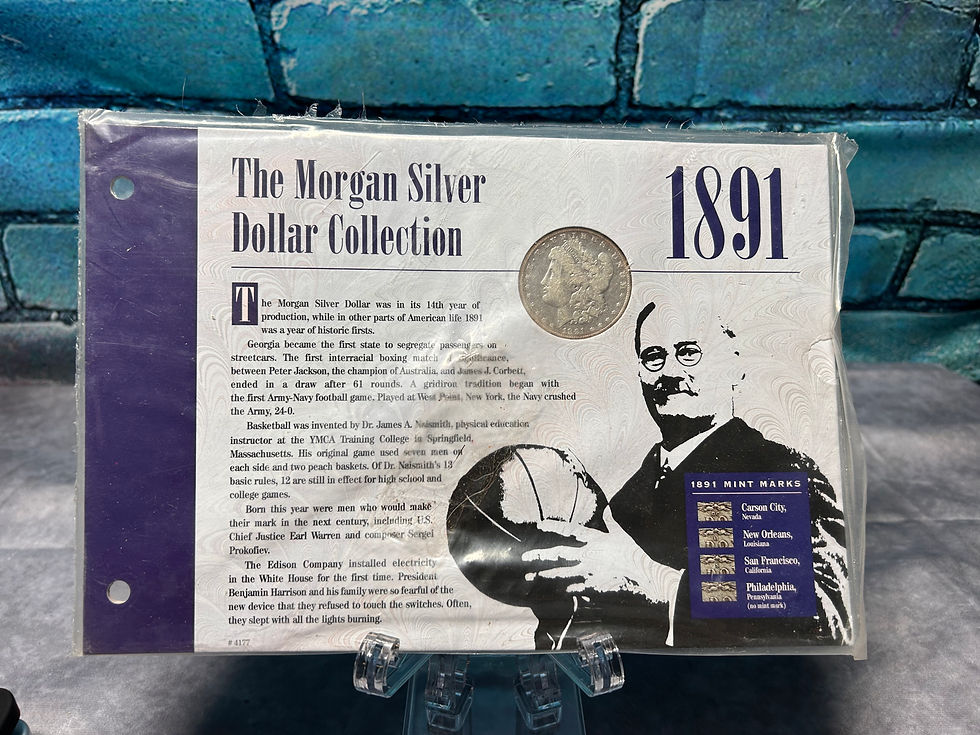 The Morgan Silver
Dollar Collection
1891
The Morgan Silver Dollar was in its 14th year of
production, while in other parts of American life 1891
was a year of historic firsts.
Georgia became the first state to segregate passengers on
streetcars. The first interracial boxing match of significance,
between Peter Jackson, the champion of Australia, and James J. Corbett,
ended in a draw after 61 rounds. A gridiron tradition began with
the first Army-Navy football game. Played at West Point, New York, the Navy crushed
the Army, 24-0.
Basketball was invented by Dr. James A. Naismith, physical education
instructor at the YMCA Training College in Springfield,
Massachusetts. His original game used seven men on
each side and two peach baskets. Of Dr. Naismith's 13
basic rules, 12 are still in effect for high school and
college games.
Born this year were men who would make
their mark in the next century, including U.S.
Chief Justice Earl Warren and composer Sergei
Prokofiev.
The Edison Company installed electricity
in the White House for the first time. President
Benjamin Harrison and his family were so fearful of the
new device that they refused to touch the switches. Often,
they slept with all the lights burning.
# 4177
1891 MINT MARKS
Carson City,
Nevada
New Orleans,
Louisiana
San Francisco,
California
Philadelphia,
Pennsylvania
(no mint mark)